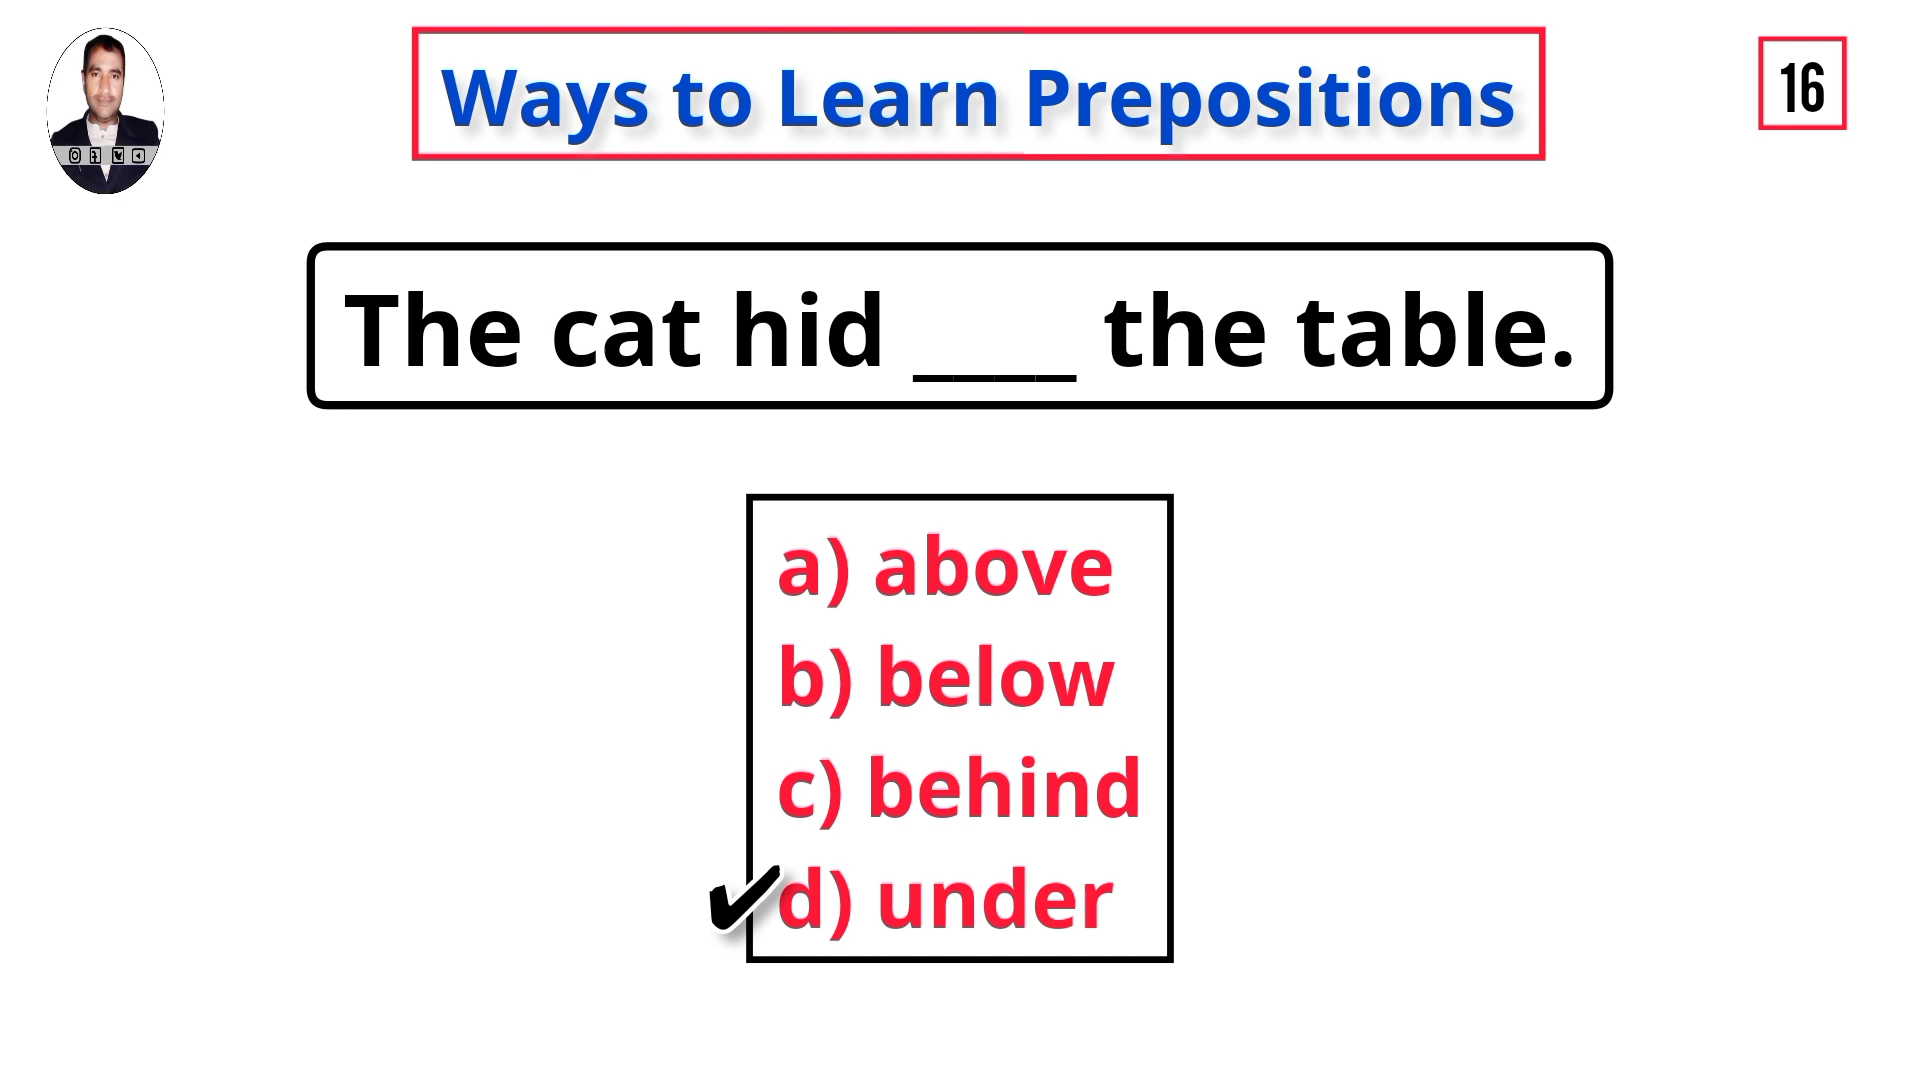 Ways to Learn Prepositions
16
The cat hid ____ the table.
a) above
b) below
c) behind
d) under